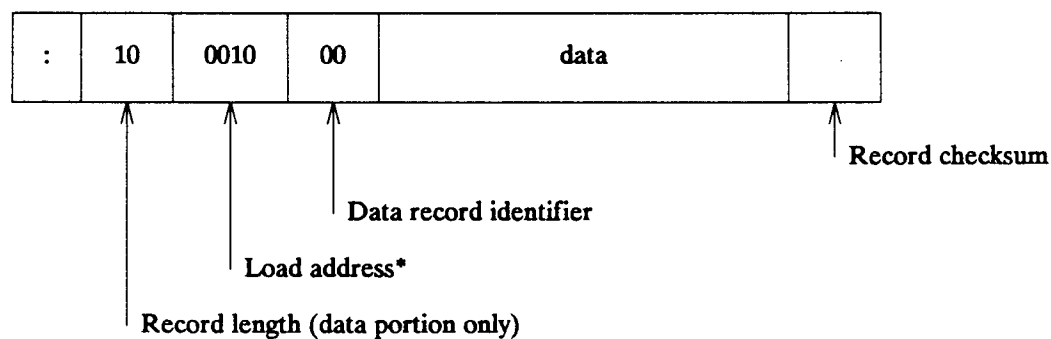 : 10 0010 00 data
Record checksum
Data record identifier
Load address*
Record length (data portion only)